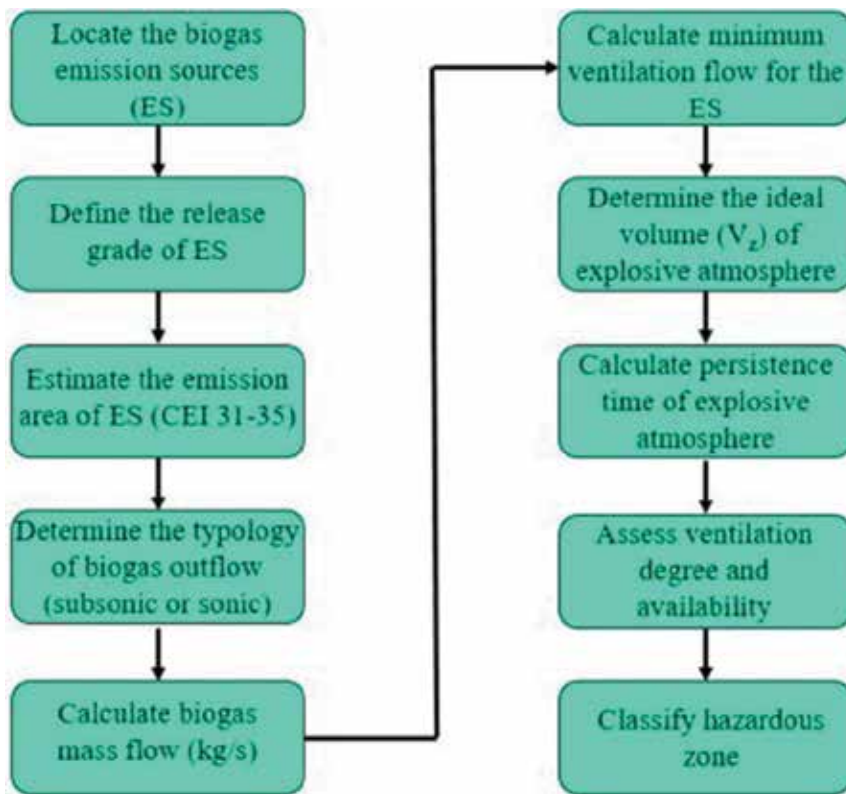 Locate the biogas
emission sources
(ES)
Define the release
grade of ES
Estimate the emission
area of ES (CEI 31-35)
Determine the typology
of biogas outflow
(subsonic or sonic)
Calculate biogas
mass flow (kg/s)
Calculate minimum
ventilation flow for the
ES
Determine the ideal
volume (Vz) of
explosive atmosphere
Calculate persistence
time of explosive
atmosphere
Assess ventilation
degree and
availability
Classify hazardous
zone